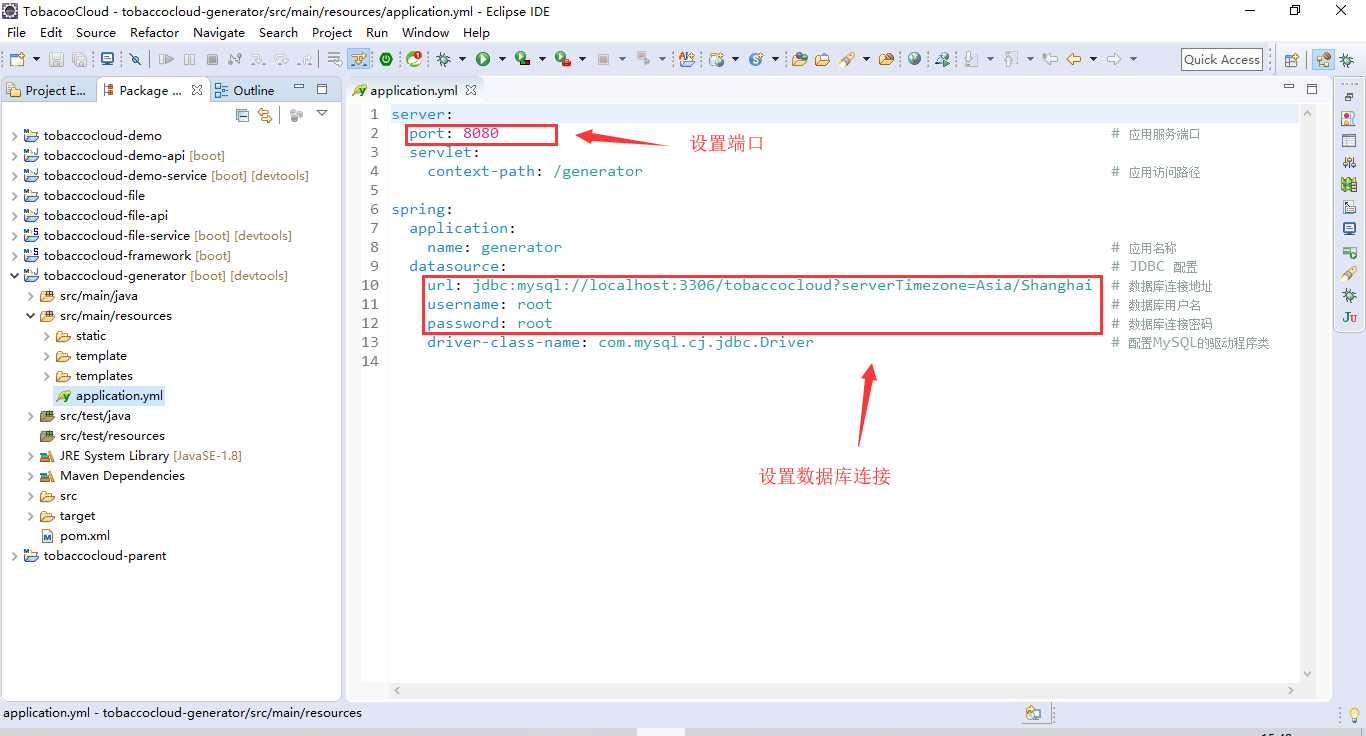 TobacooCloud - tobaccocloud-generator/src/main/resources/application.yml - Eclipse IDE
File Edit Source Refactor Navigate Search Project Run Window Help
Quick Access
Project E... Package ... Outline
tobaccocloud-demo
tobaccocloud-demo-api [boot]
tobaccocloud-demo-service [boot] [devtools]
tobaccocloud-file
tobaccocloud-file-api
tobaccocloud-file-service [boot] [devtools]
tobaccocloud-framework [boot]
tobaccocloud-generator [boot] [devtools]
src/main/java
src/main/resources
static
template
templates
application.yml
src/test/java
src/test/resources
JRE System Library [JavaSE-1.8]
Maven Dependencies
src
target
pom.xml
tobaccocloud-parent
application.yml
1 server:
2 port: 8080 # 应用服务端口
设置端口
3 servlet:
4 context-path: /generator # 应用访问路径
5
6 spring:
7 application:
8 name: generator # 应用名称
9 datasource: # JDBC 配置
10 url: jdbc:mysql://localhost:3306/tobaccocloud?serverTimezone=Asia/Shanghai # 数据库连接地址
11 username: root # 数据库用户名
12 password: root # 数据库连接密码
13 driver-class-name: com.mysql.cj.jdbc.Driver # 配置MySQL的驱动程序类
14
设置数据库连接
application.yml - tobaccocloud-generator/src/main/resources